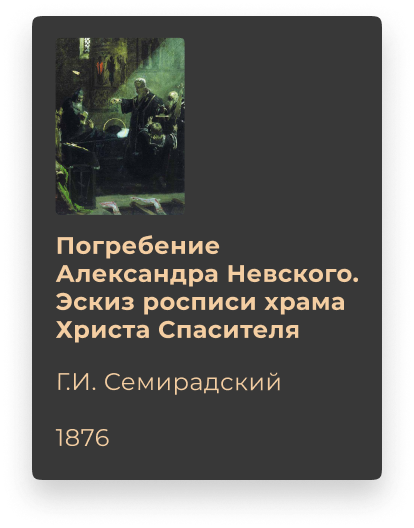 Погребение
Александра Невского.
Эскиз росписи храма
Христа Спасителя
Г.И. Семирадский
1876